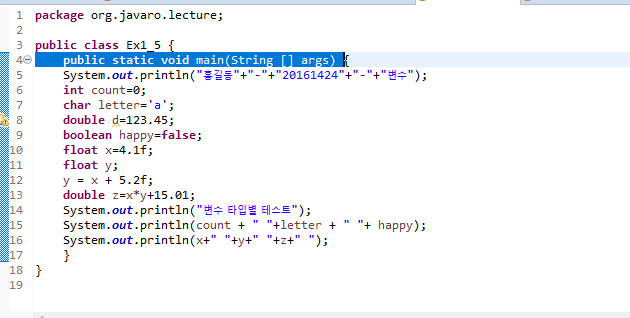 1 package org.javaro.lecture;
2
3 public class Ex1_5 {
4 public static void main(String [] args) {
5 System.out.println("홍길동"+"-"+"20161424"+"-"+"변수");
6 int count=0;
7 char letter='a';
8 double d=123.45;
9 boolean happy=false;
10 float x=4.1f;
11 float y;
12 y = x + 5.2f;
13 double z=x*y+15.01;
14 System.out.println("변수 타입별 테스트");
15 System.out.println(count + " "+letter + " "+ happy);
16 System.out.println(x+" "+y+" "+z+" ");
17 }
18 }
19